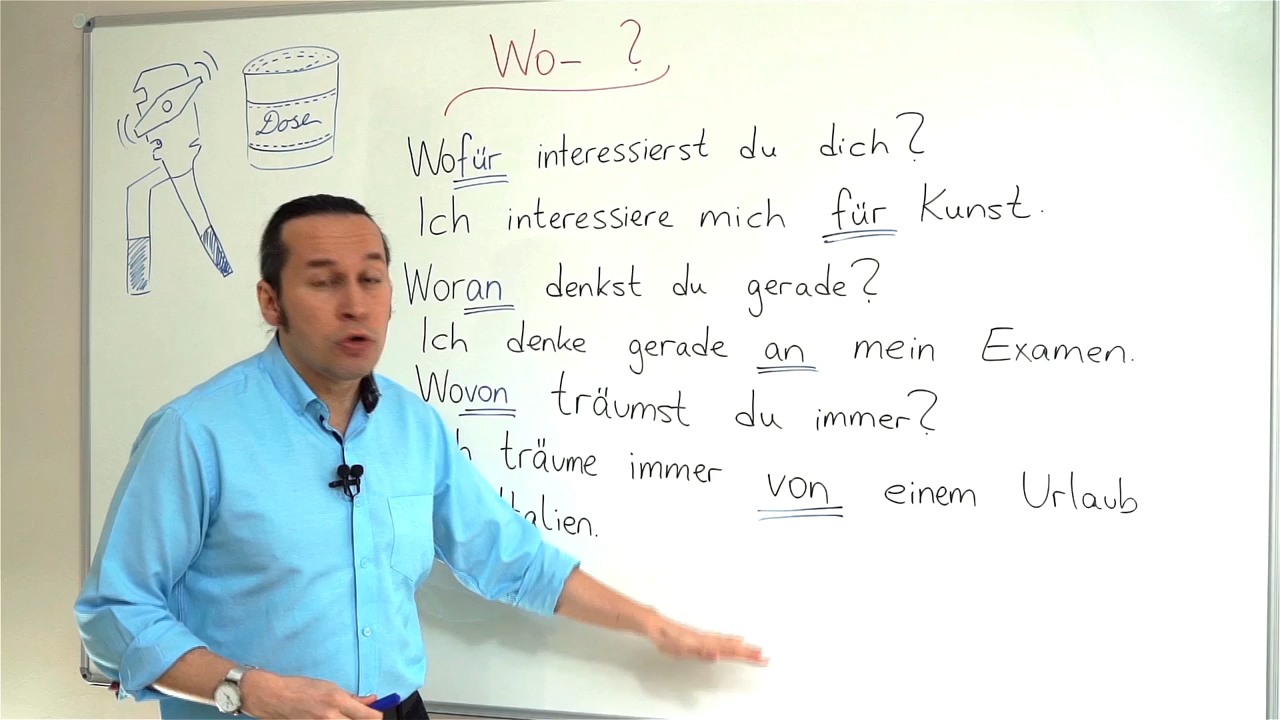 Wo- ?
Dose
Wofür interessierst du dich?
Ich interessiere mich für Kunst.
Woran denkst du gerade?
Ich denke gerade an mein Examen.
Wovon träumst du immer?
träume immer von einem Urlaub
Italien.